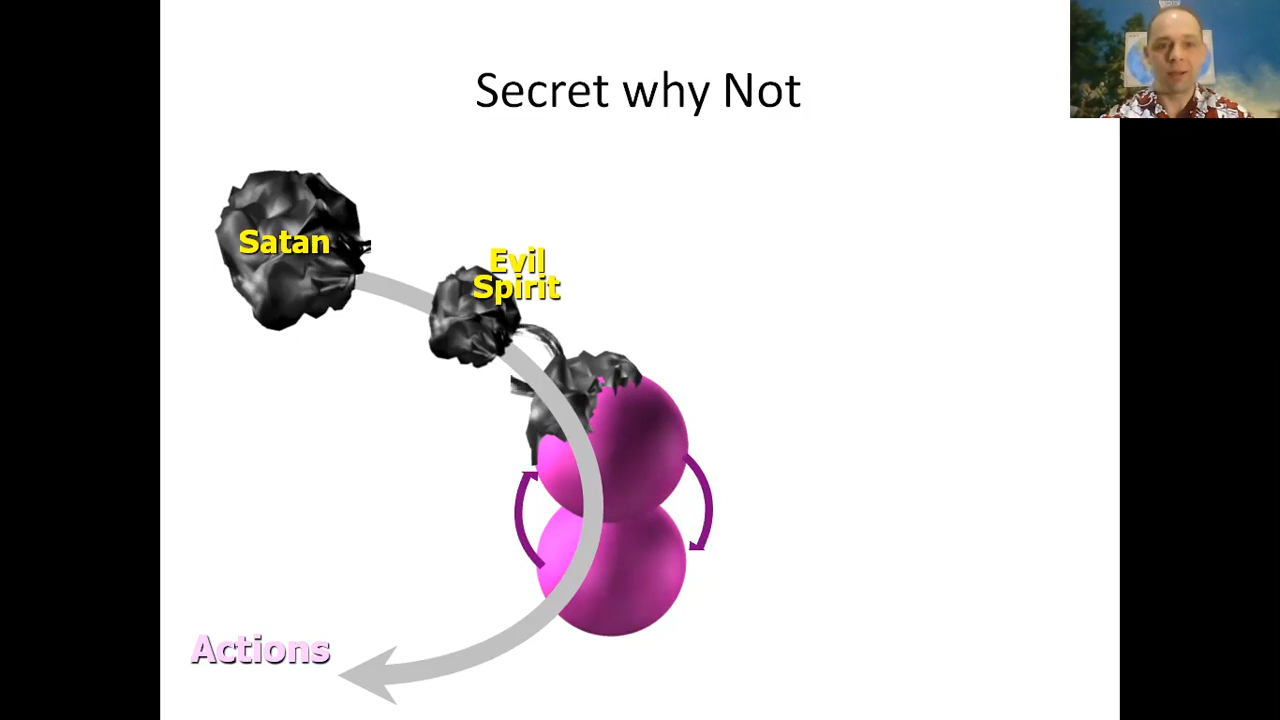 Secret why Not
Satan
Evil
Spirit
Actions